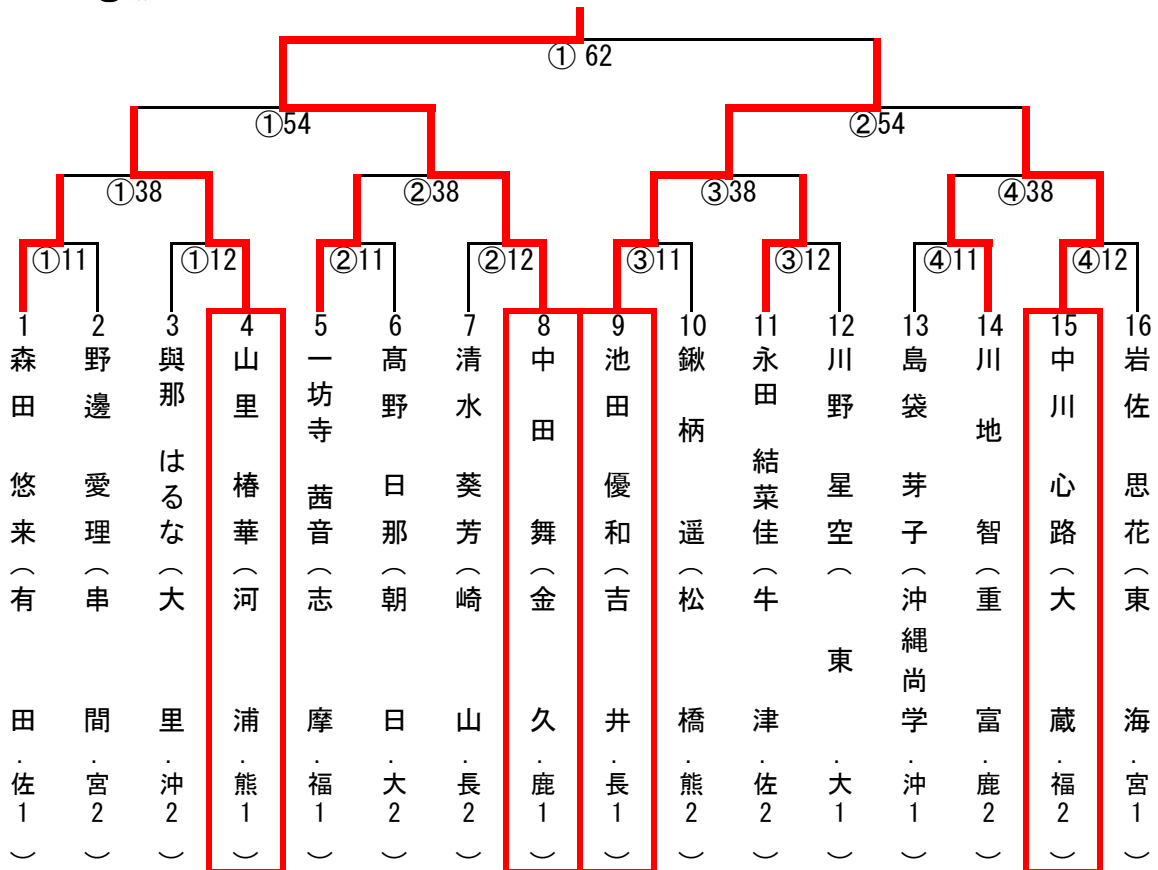 ① 62
①54
②54
①38
②38
③38
④38
①11
①12
②11
②12
③11
③12
④11
④12
1 森田 悠来(有田.佐1)
2 野邊 愛理(串間.宮2)
3 與那 はるな(大里.沖2)
4 山里 椿華(河浦.熊1)
5 一坊寺 茜音(志摩.福1)
6 髙野 日那(朝日.大2)
7 清水 葵芳(崎山.長2)
8 中田 舞(金久.鹿1)
9 池田 優和(吉井.長1)
10 鍬柄 遥(松橋.熊2)
11 永田 結菜佳(牛津.佐2)
12 川野 星空(東.大1)
13 島袋 芽子(沖縄尚学.沖1)
14 川地 智(重富.鹿2)
15 中川 心路(大蔵.福2)
16 岩佐 思花(東海.宮1)